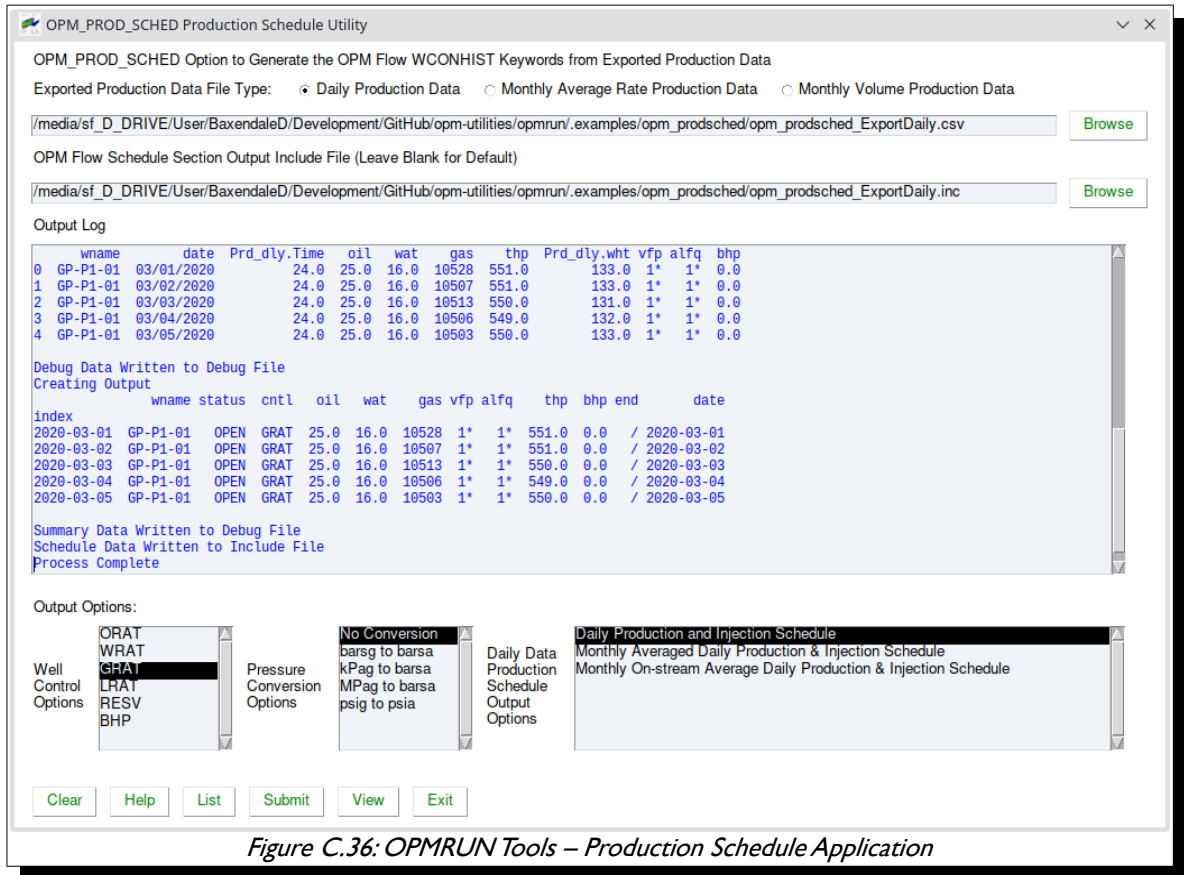 OPM_PROD_SCHED Production Schedule Utility
OPM_PROD_SCHED Option to Generate the OPM Flow WCONHIST Keywords from Exported Production Data
Exported Production Data File Type: Daily Production Data Monthly Average Rate Production Data Monthly Volume Production Data
/media/sf_D_DRIVE/User/BaxendaleD/Development/GitHub/opm-utilities/opmrun/.examples/opm_prodsched/opm_prodsched_ExportDaily.csv Browse
OPM Flow Schedule Section Output Include File (Leave Blank for Default)
/media/sf_D_DRIVE/User/BaxendaleD/Development/GitHub/opm-utilities/opmrun/.examples/opm_prodsched/opm_prodsched_ExportDaily.inc Browse
Output Log
wname date Prd_dly.Time oil wat gas thp Prd_dly.wht vfp alfq bhp
0 GP-P1-01 03/01/2020 24.0 25.0 16.0 10528 551.0 133.0 1* 1* 0.0
1 GP-P1-01 03/02/2020 24.0 25.0 16.0 10507 551.0 133.0 1* 1* 0.0
2 GP-P1-01 03/03/2020 24.0 25.0 16.0 10513 550.0 131.0 1* 1* 0.0
3 GP-P1-01 03/04/2020 24.0 25.0 16.0 10506 549.0 132.0 1* 1* 0.0
4 GP-P1-01 03/05/2020 24.0 25.0 16.0 10503 550.0 133.0 1* 1* 0.0
Debug Data Written to Debug File
Creating Output
wname status cntl oil wat gas vfp alfq thp bhp end date
index
2020-03-01 GP-P1-01 OPEN GRAT 25.0 16.0 10528 1* 1* 551.0 0.0 / 2020-03-01
2020-03-02 GP-P1-01 OPEN GRAT 25.0 16.0 10507 1* 1* 551.0 0.0 / 2020-03-02
2020-03-03 GP-P1-01 OPEN GRAT 25.0 16.0 10513 1* 1* 550.0 0.0 / 2020-03-03
2020-03-04 GP-P1-01 OPEN GRAT 25.0 16.0 10506 1* 1* 549.0 0.0 / 2020-03-04
2020-03-05 GP-P1-01 OPEN GRAT 25.0 16.0 10503 1* 1* 550.0 0.0 / 2020-03-05
Summary Data Written to Debug File
Schedule Data Written to Include File
Process Complete
Output Options:
Well
Control
Options
ORAT
WRAT
GRAT
LRAT
RESV
BHP
Pressure
Conversion
Options
No Conversion
barsg to barsa
kPag to barsa
MPag to barsa
psig to psia
Daily Data
Production
Schedule
Output
Options
Daily Production and Injection Schedule
Monthly Averaged Daily Production & Injection Schedule
Monthly On-stream Average Daily Production & Injection Schedule
Clear Help List Submit View Exit
Figure C.36: OPMRUN Tools – Production Schedule Application